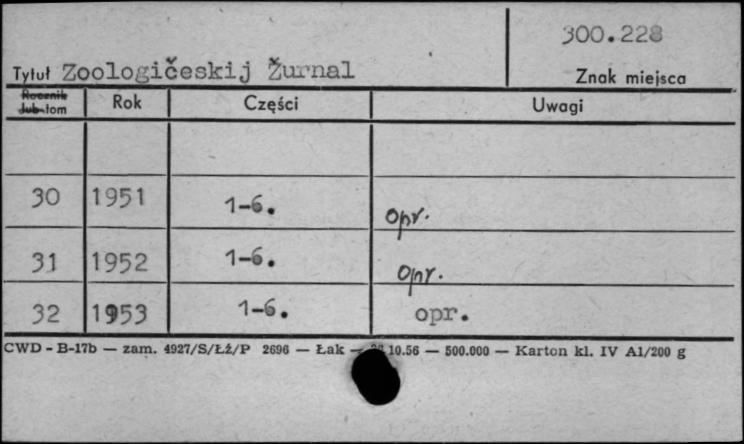 300.228
Tytuł Zoologičeskij Žurnal
Znak miejsca
Rocznik lub tom Rok Części Uwagi
30 1951 1-6. opr.
31 1952 1-6. opr.
32 1953 1-6. opr.
CWD - B-17b — zam. 4927/S/ŁŻ/P 2696 — Łak — 10.56 — 500.000 — Karton kl. IV A1/200 g